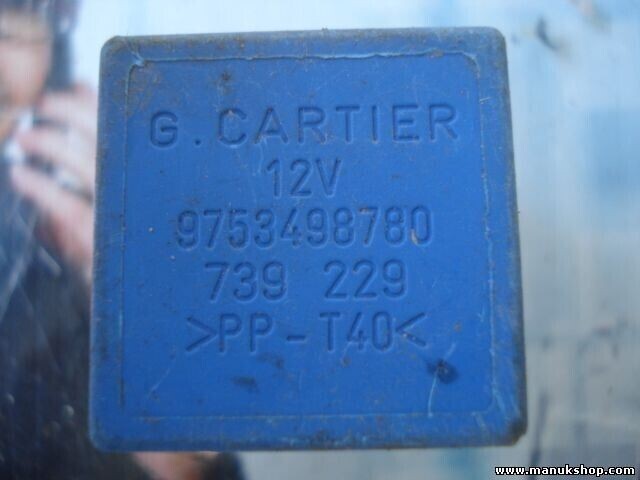 G. CARTIER
12V
9753498780
739 229
>PP-T40<
www.manukshop.com